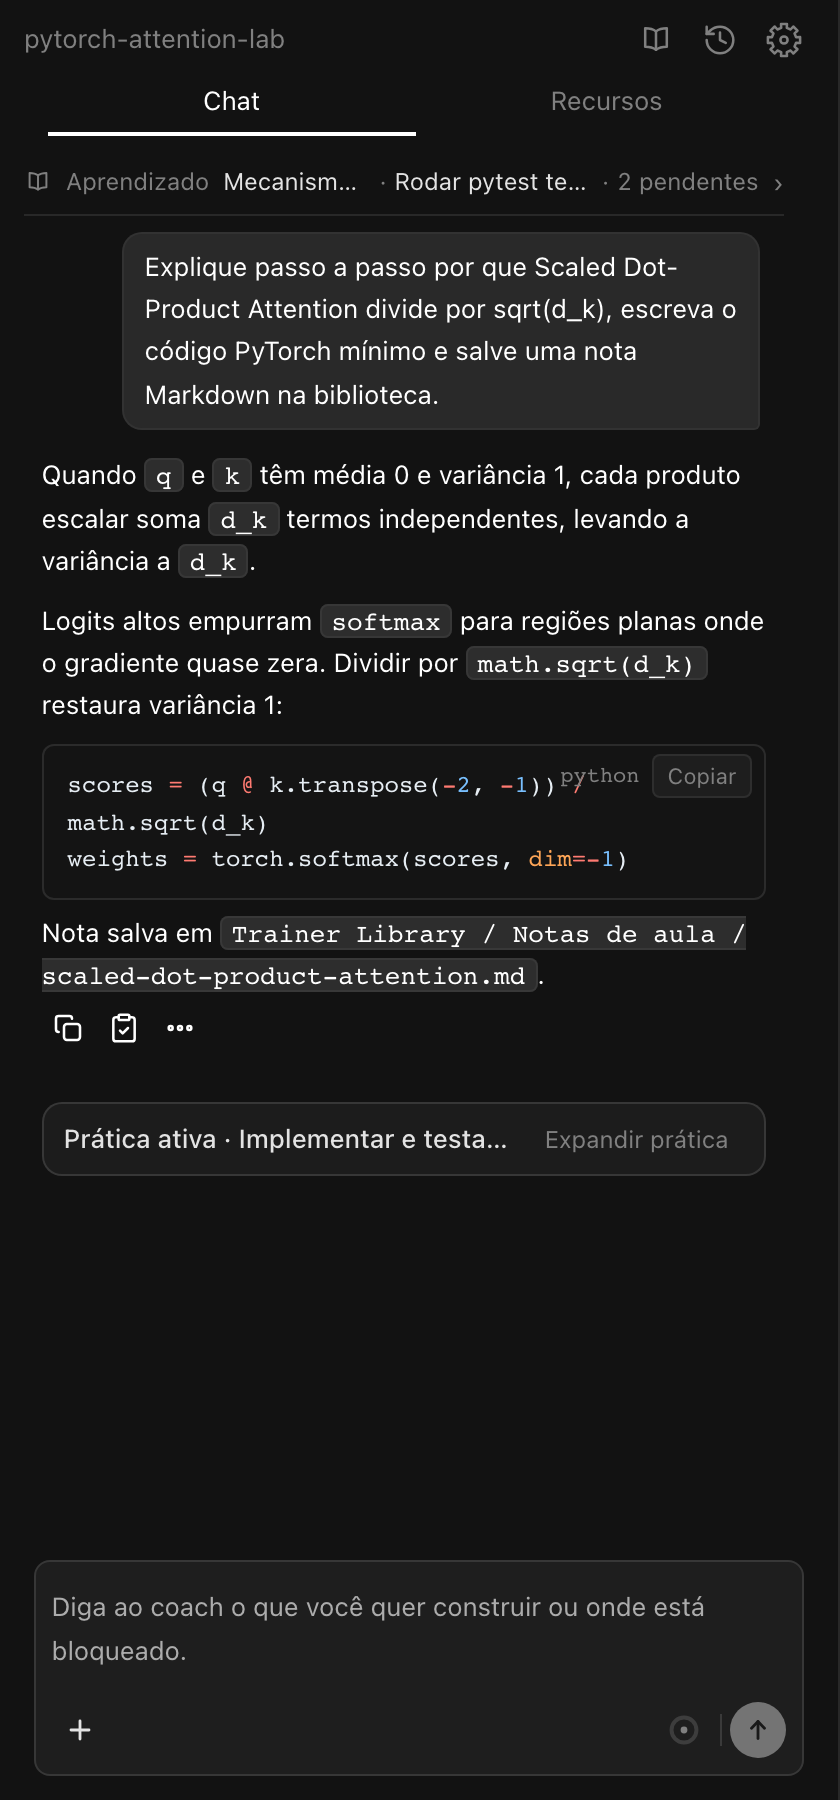 pytorch-attention-lab
Chat
Recursos
Aprendizado Mecanism... · Rodar pytest te... · 2 pendentes ›
Explique passo a passo por que Scaled Dot-
Product Attention divide por sqrt(d_k), escreva o
código PyTorch mínimo e salve uma nota
Markdown na biblioteca.
Quando q e k têm média 0 e variância 1, cada produto
escalar soma d_k termos independentes, levando a
variância a d_k.
Logits altos empurram softmax para regiões planas onde
o gradiente quase zera. Dividir por math.sqrt(d_k)
restaura variância 1:
python
Copiar
scores = (q @ k.transpose(-2, -1)) /
math.sqrt(d_k)
weights = torch.softmax(scores, dim=-1)
Nota salva em Trainer Library / Notas de aula /
scaled-dot-product-attention.md.
Prática ativa · Implementar e testa... Expandir prática
Diga ao coach o que você quer construir ou onde está
bloqueado.